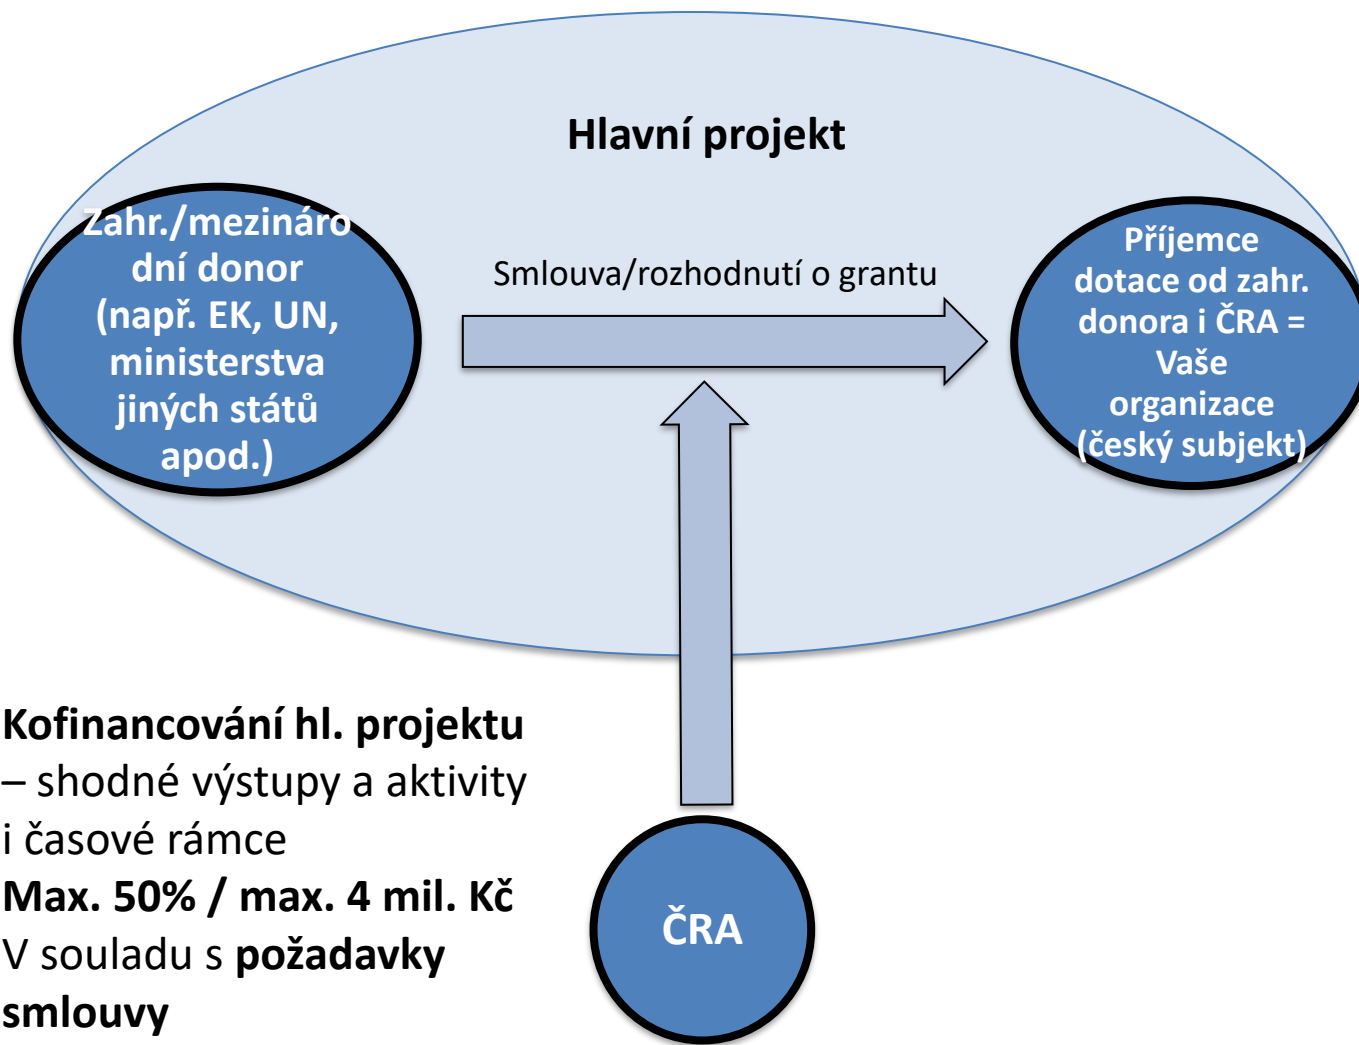 Hlavní projekt
Zahr./mezináro
dní donor
(např. EK, UN,
ministerstva
jiných států
apod.)
Smlouva/rozhodnutí o grantu
Příjemce
dotace od zahr.
donora i ČRA =
Vaše
organizace
(český subjekt)
Kofinancování hl. projektu
– shodné výstupy a aktivity
i časové rámce
Max. 50% / max. 4 mil. Kč
V souladu s požadavky
smlouvy
ČRA